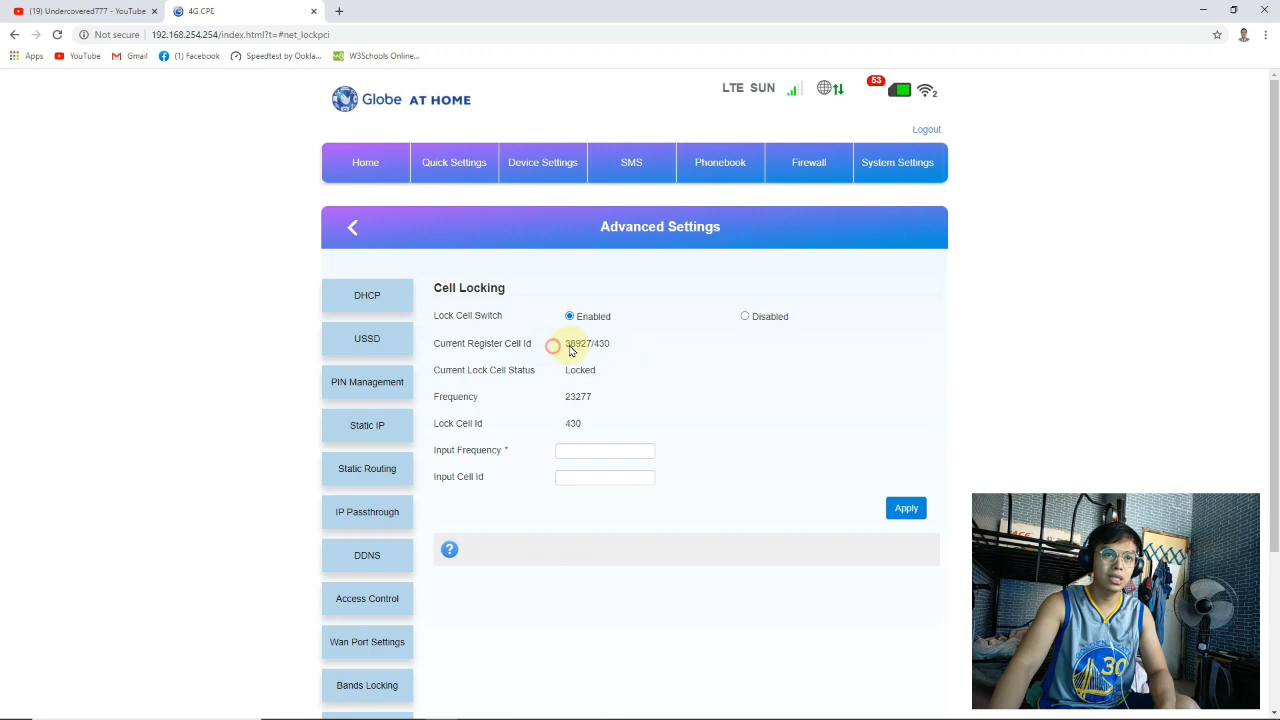 (19) Undercovered777 - YouTube
4G CPE
Not secure
192.168.254.254/index.html?t=#net_lockpci
Apps
YouTube
Gmail
(1) Facebook
Speedtest by Ookla...
W3Schools Online...
Globe AT HOME
LTE SUN
53
2
Logout
Home
Quick Settings
Device Settings
SMS
Phonebook
Firewall
System Settings
Advanced Settings
DHCP
USSD
PIN Management
Static IP
Static Routing
IP Passthrough
DDNS
Access Control
Wan Port Settings
Bands Locking
Cell Locking
Lock Cell Switch Enabled Disabled
Current Register Cell Id 38927/430
Current Lock Cell Status Locked
Frequency 23277
Lock Cell Id 430
Input Frequency *
Input Cell Id
Apply
?
30